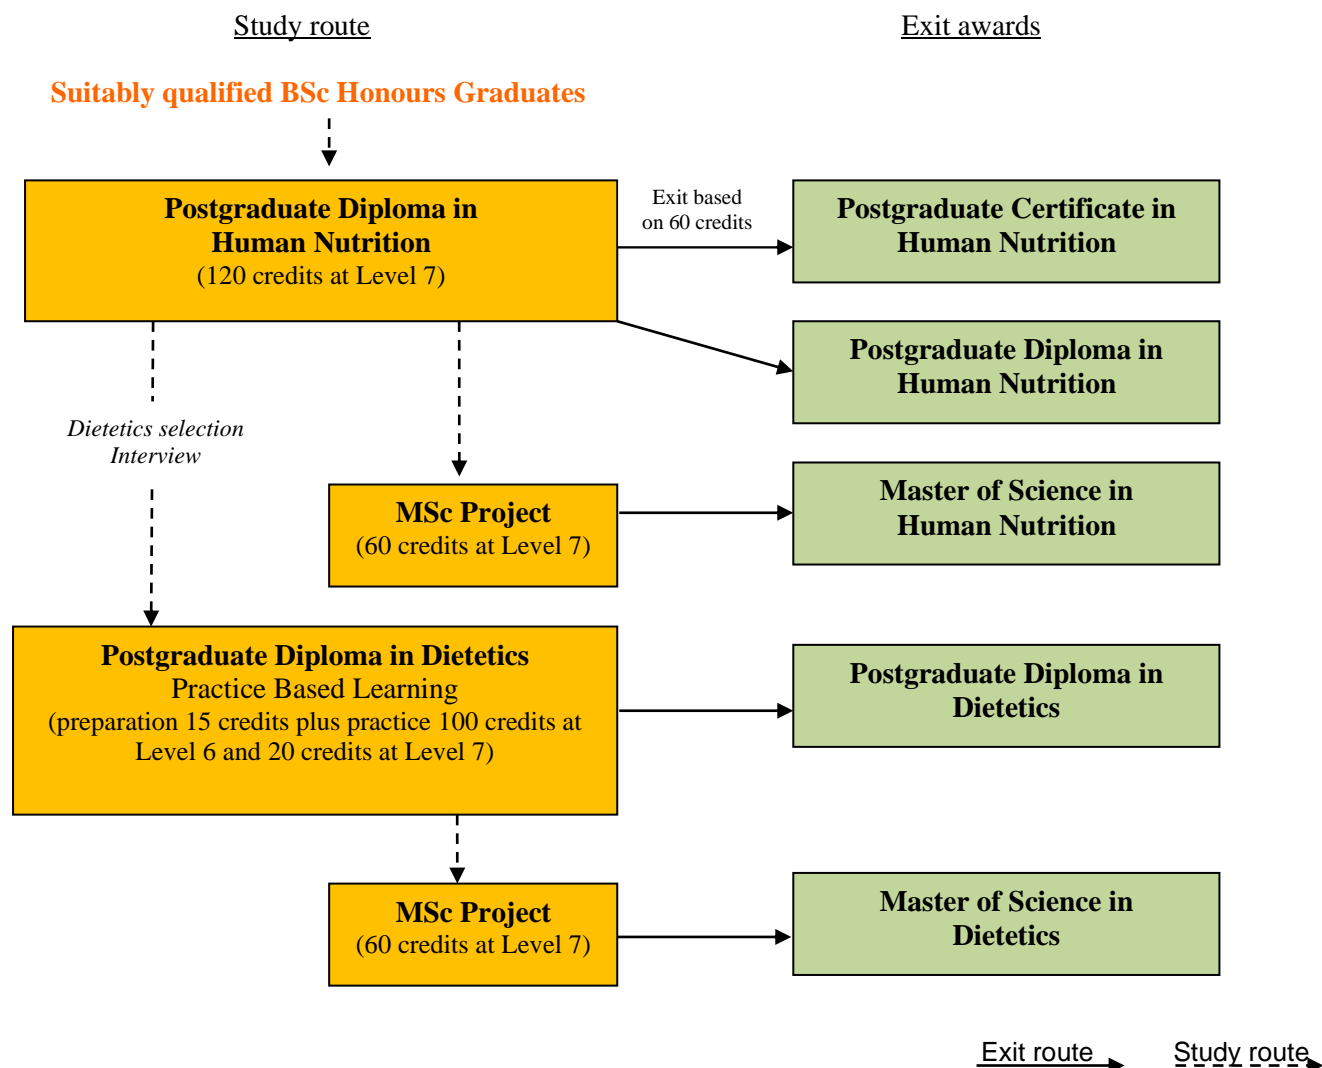 Study route
Exit awards
Suitably qualified BSc Honours Graduates
Postgraduate Diploma in
Human Nutrition
(120 credits at Level 7)
Exit based
on 60 credits
Postgraduate Certificate in
Human Nutrition
Postgraduate Diploma in
Human Nutrition
Dietetics selection
Interview
MSc Project
(60 credits at Level 7)
Master of Science in
Human Nutrition
Postgraduate Diploma in Dietetics
Practice Based Learning
(preparation 15 credits plus practice 100 credits at
Level 6 and 20 credits at Level 7)
Postgraduate Diploma in
Dietetics
MSc Project
(60 credits at Level 7)
Master of Science in
Dietetics
Exit route
Study route